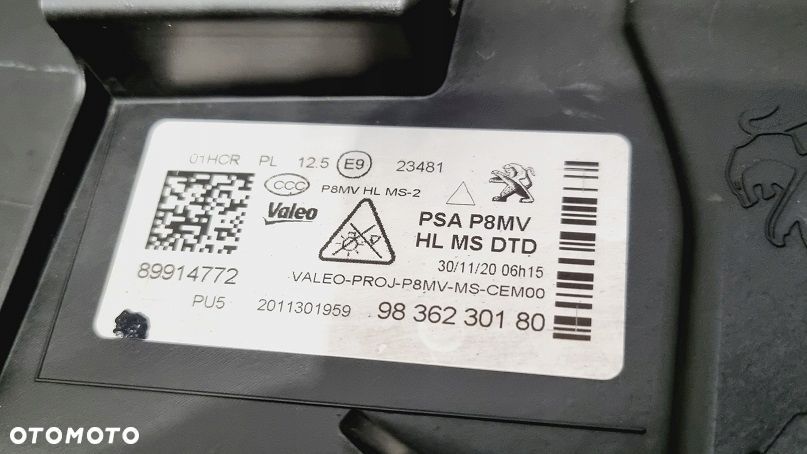 01HCR PL 12.5 E9 23481
CCC P8MV HL MS-2
Valeo
PSA P8MV
HL MS DTD
30/11/20 06h15
89914772
VALEO-PROJ-P8MV-MS-CEM00
PU5 2011301959 98 362 301 80
OTOMOTO